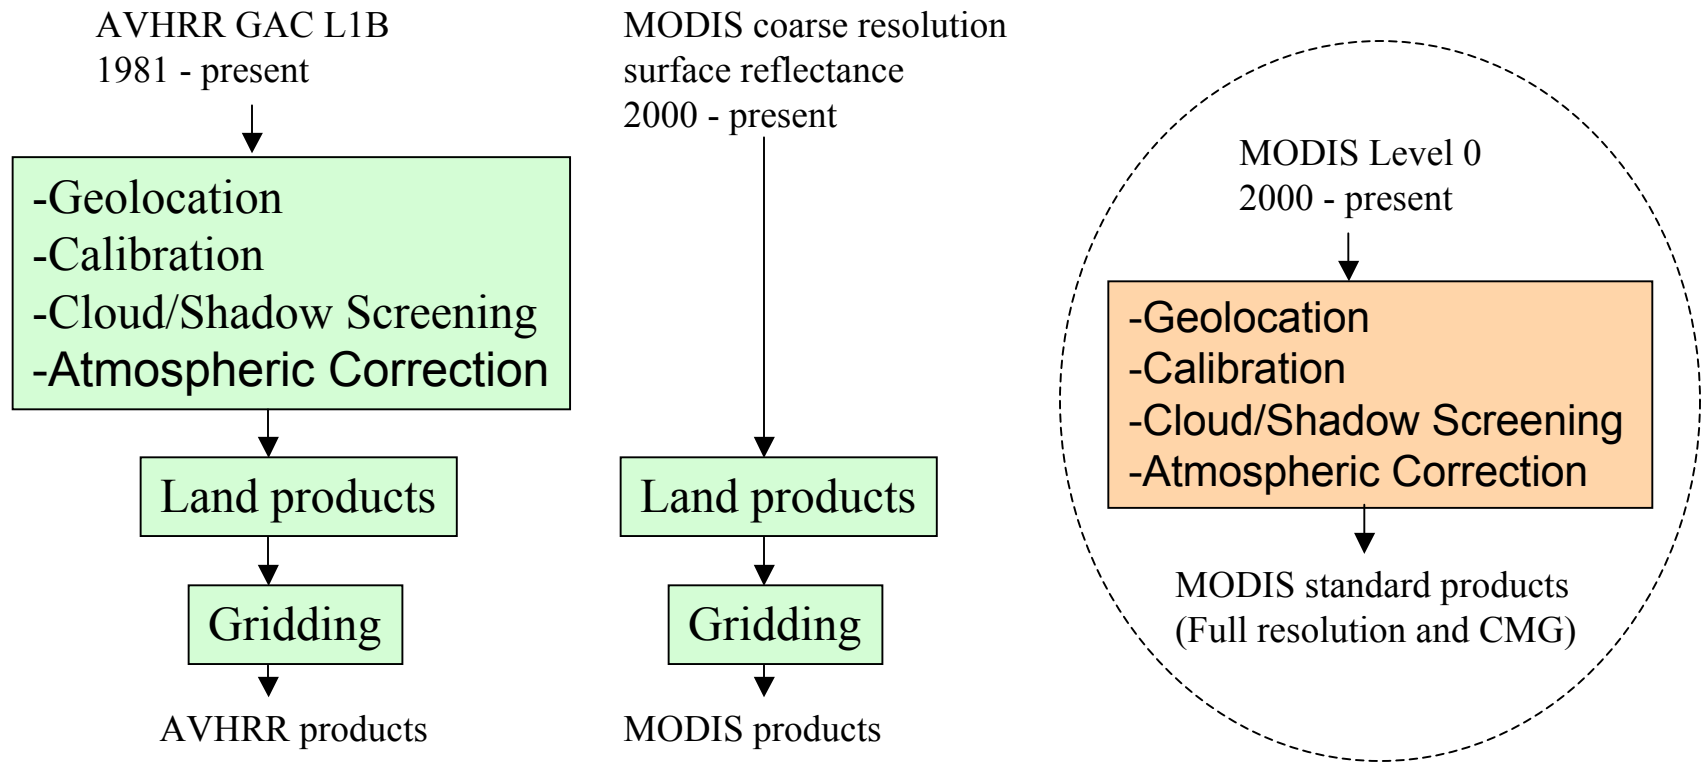 AVHRR GAC L1B
1981 - present
-Geolocation
-Calibration
-Cloud/Shadow Screening
-Atmospheric Correction
Land products
Gridding
AVHRR products
MODIS coarse resolution
surface reflectance
2000 - present
Land products
Gridding
MODIS products
MODIS Level 0
2000 - present
-Geolocation
-Calibration
-Cloud/Shadow Screening
-Atmospheric Correction
MODIS standard products
(Full resolution and CMG)